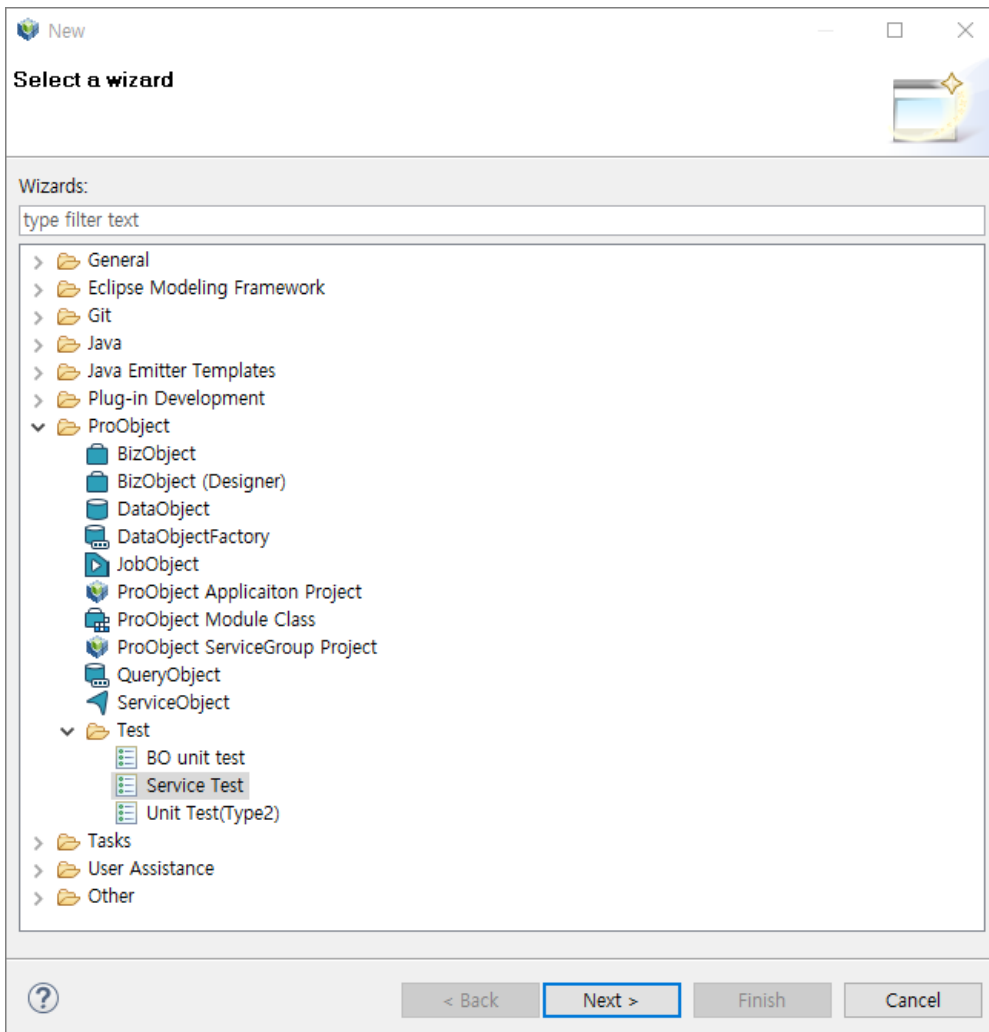 New
Select a wizard
Wizards:
type filter text
General
Eclipse Modeling Framework
Git
Java
Java Emitter Templates
Plug-in Development
ProObject
BizObject
BizObject (Designer)
DataObject
DataObjectFactory
JobObject
ProObject Applicaiton Project
ProObject Module Class
ProObject ServiceGroup Project
QueryObject
ServiceObject
Test
BO unit test
Service Test
Unit Test(Type2)
Tasks
User Assistance
Other
? < Back Next > Finish Cancel